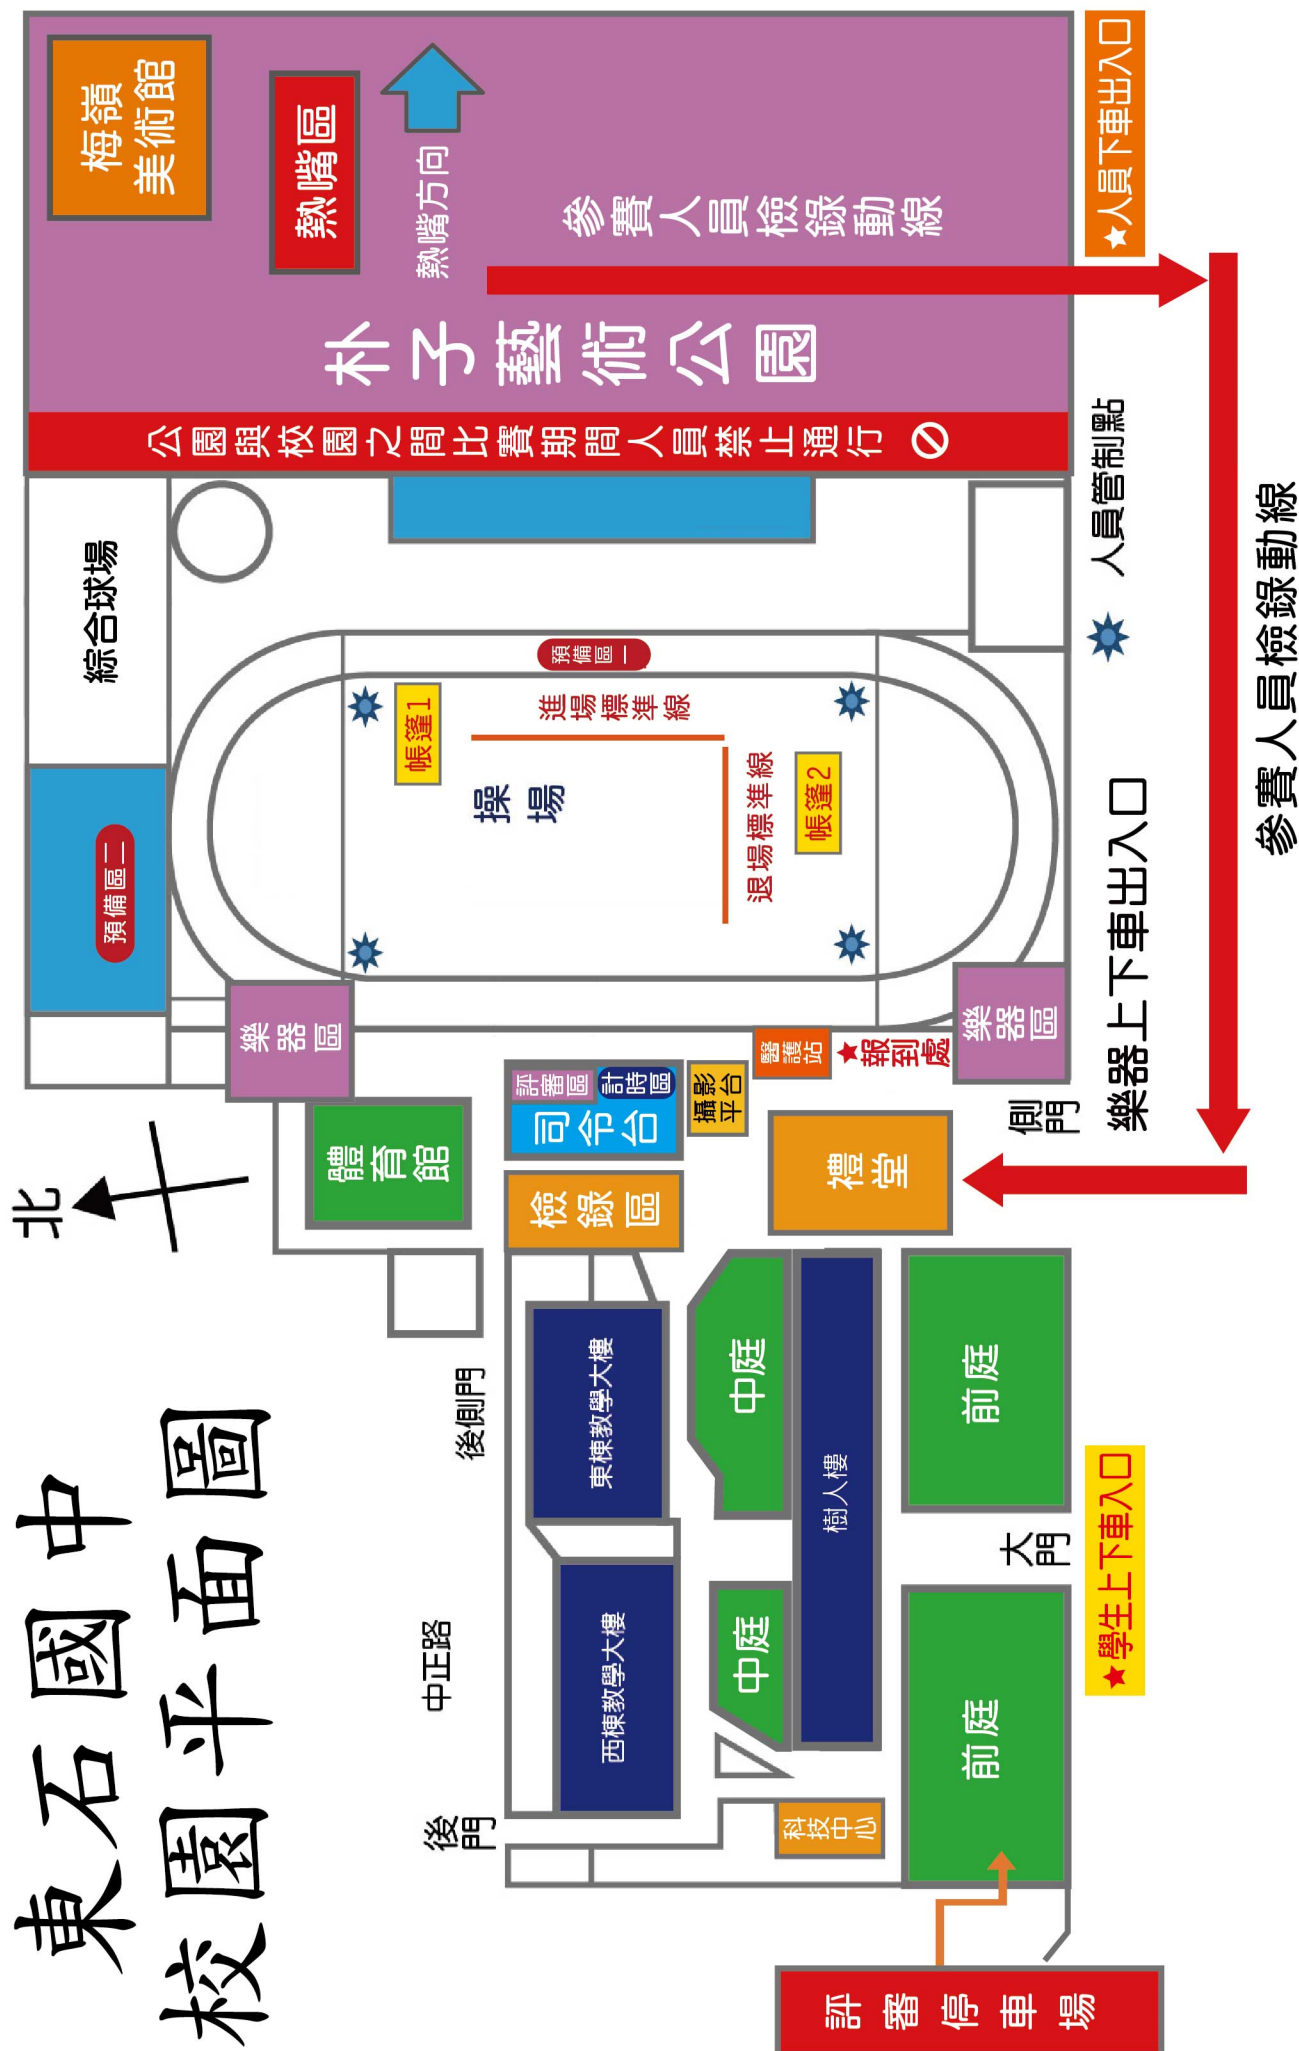 東石國中
校園平面圖
北
梅嶺
美術館
熱嘴區
熱嘴方向
參賽人員檢錄動線
朴子藝術公園
公園與校園之間比賽期間人員禁止通行
★人員下車出入口
人員管制點
參賽人員檢錄動線
樂器上下車出入口
綜合球場
預備區二
預備區一
進場標準線
帳篷1
操場
退場標準線
帳篷2
樂器區
樂器區
評審區
計時區
司令台
攝影
平台
醫護站
★報到處
側門
體育館
檢錄區
禮堂
後側門
東棟教學大樓
中庭
樹人樓
前庭
大門
★學生上下車入口
中正路
西棟教學大樓
中庭
前庭
後門
科技中心
評審停車場